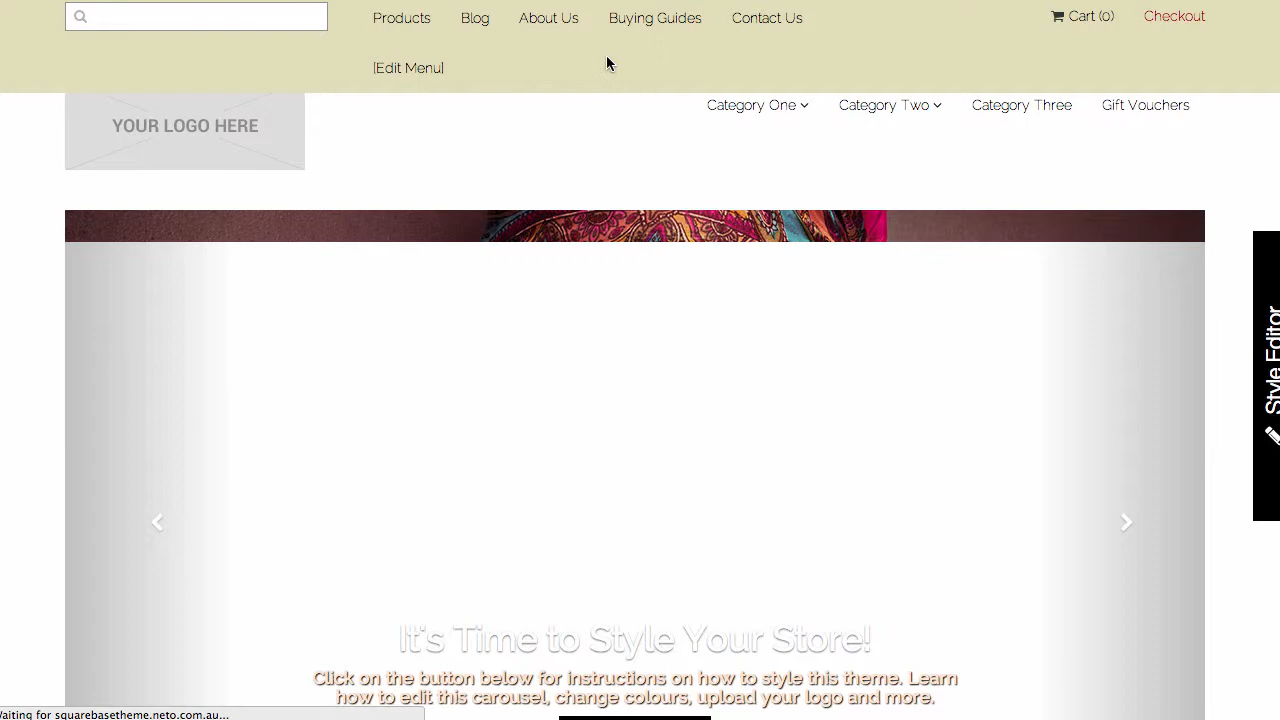 Products Blog About Us Buying Guides Contact Us Cart (0) Checkout
[Edit Menu]
YOUR LOGO HERE
Category One Category Two Category Three Gift Vouchers
Style Editor
It's Time to Style Your Store!
Click on the button below for instructions on how to style this theme. Learn
how to edit this carousel, change colours, upload your logo and more.
Waiting for squarebasetheme.neto.com.au...